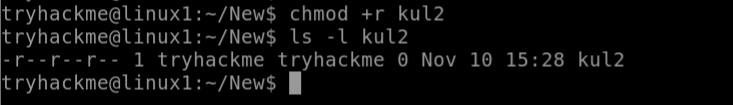 tryhackme@linux1:~/New$ chmod +r kul2
tryhackme@linux1:~/New$ ls -l kul2
-r--r--r-- 1 tryhackme tryhackme 0 Nov 10 15:28 kul2
tryhackme@linux1:~/New$